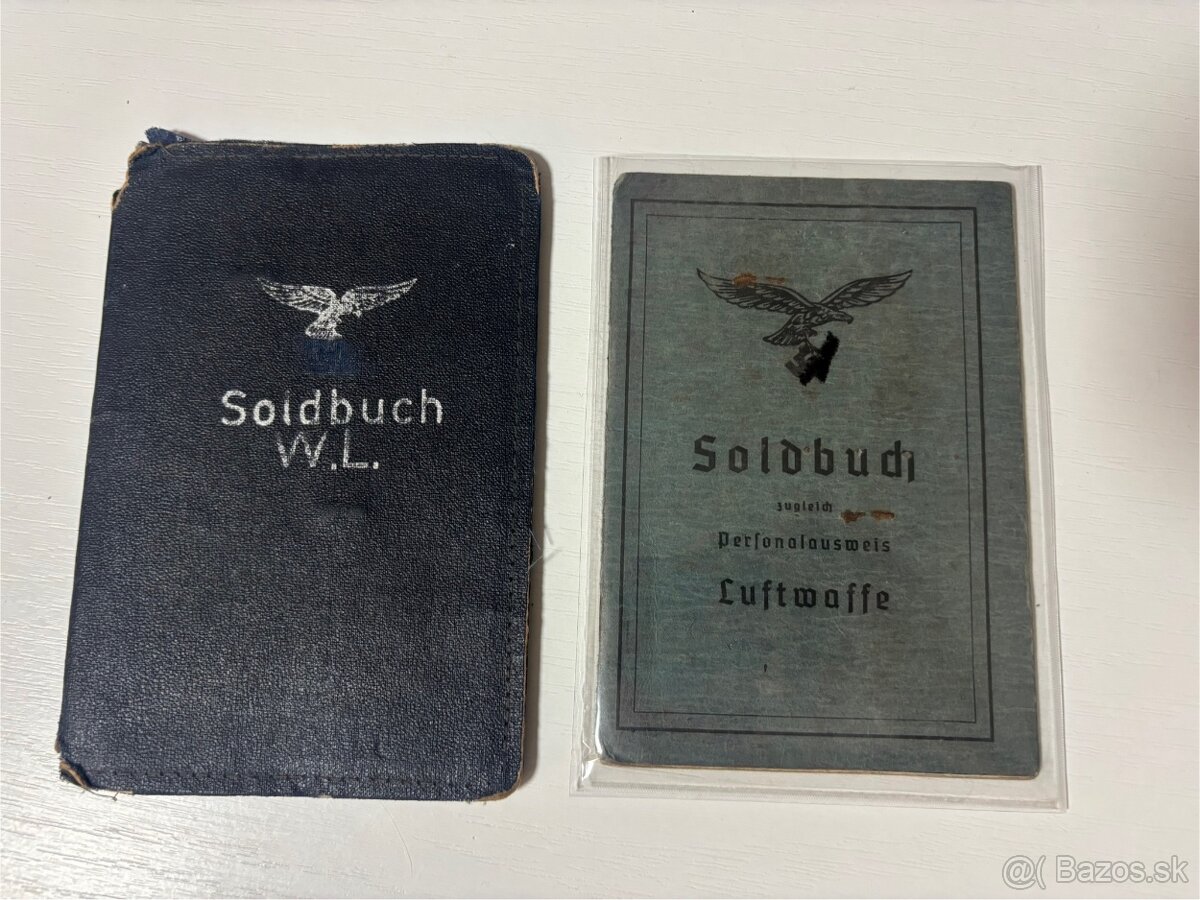 Soldbuch
W.L.
Soldbuch
zugleich
Personalausweis
Luftwaffe
@( Bazos.sk